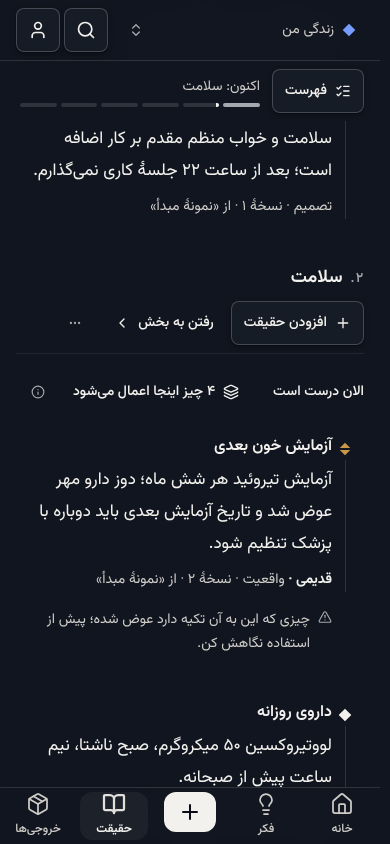 زندگی من
فهرست
اکنون: سلامت
سلامت و خواب منظم مقدم بر کار اضافه
است؛ بعد از ساعت ۲۲ جلسهٔ کاری نمی‌گذارم.
تصمیم · نسخهٔ ۱ · از «نمونهٔ مبدأ»
۲. سلامت
افزودن حقیقت
رفتن به بخش
الان درست است
۴ چیز اینجا اعمال می‌شود
آزمایش خون بعدی
آزمایش تیروئید هر شش ماه؛ دوز دارو مهر
عوض شد و تاریخ آزمایش بعدی باید دوباره با
پزشک تنظیم شود.
قدیمی · واقعیت · نسخهٔ ۲ · از «نمونهٔ مبدأ»
چیزی که این به آن تکیه دارد عوض شده؛ پیش از
استفاده نگاهش کن.
داروی روزانه
لووتیروکسین ۵۰ میکروگرم، صبح ناشتا، نیم
ساعت پیش از صبحانه.
خانه
فکر
حقیقت
خروجی‌ها